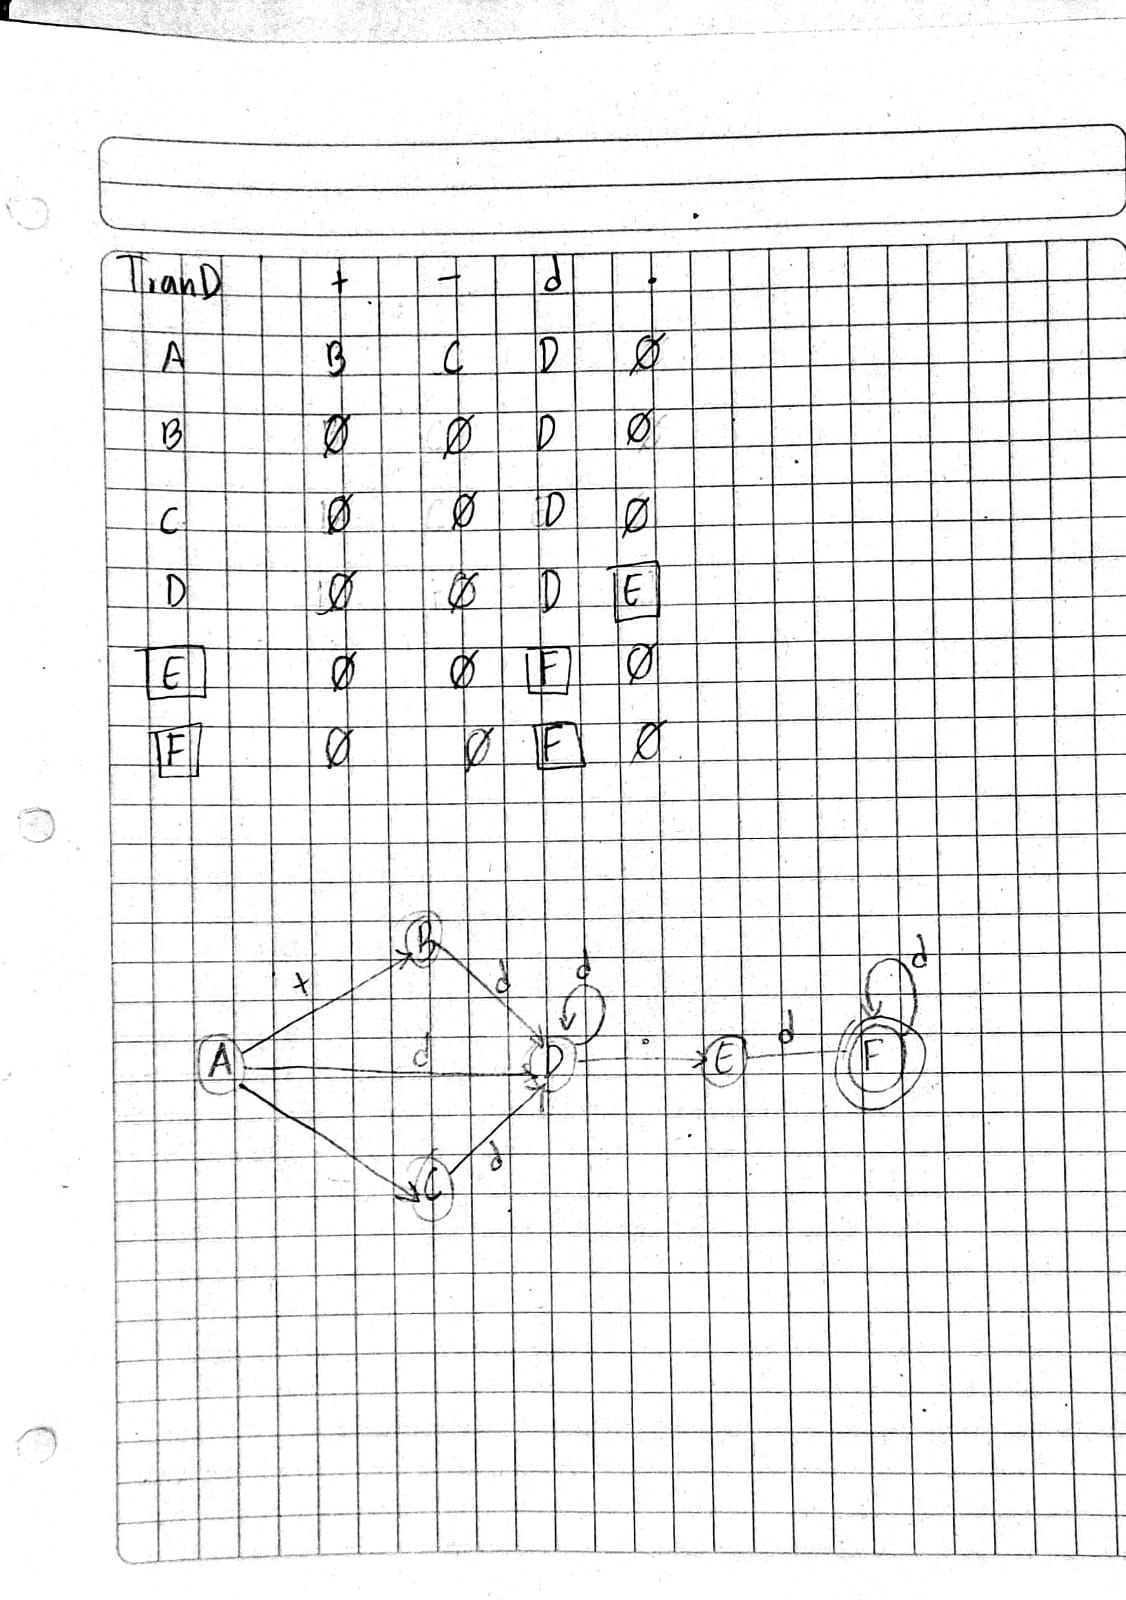 TranD + - d .
A B C D Ø
B Ø Ø D Ø
C Ø Ø D Ø
D Ø Ø D E
E Ø Ø F Ø
F Ø Ø F Ø
B
+ d d d
A d D . E d F
C d